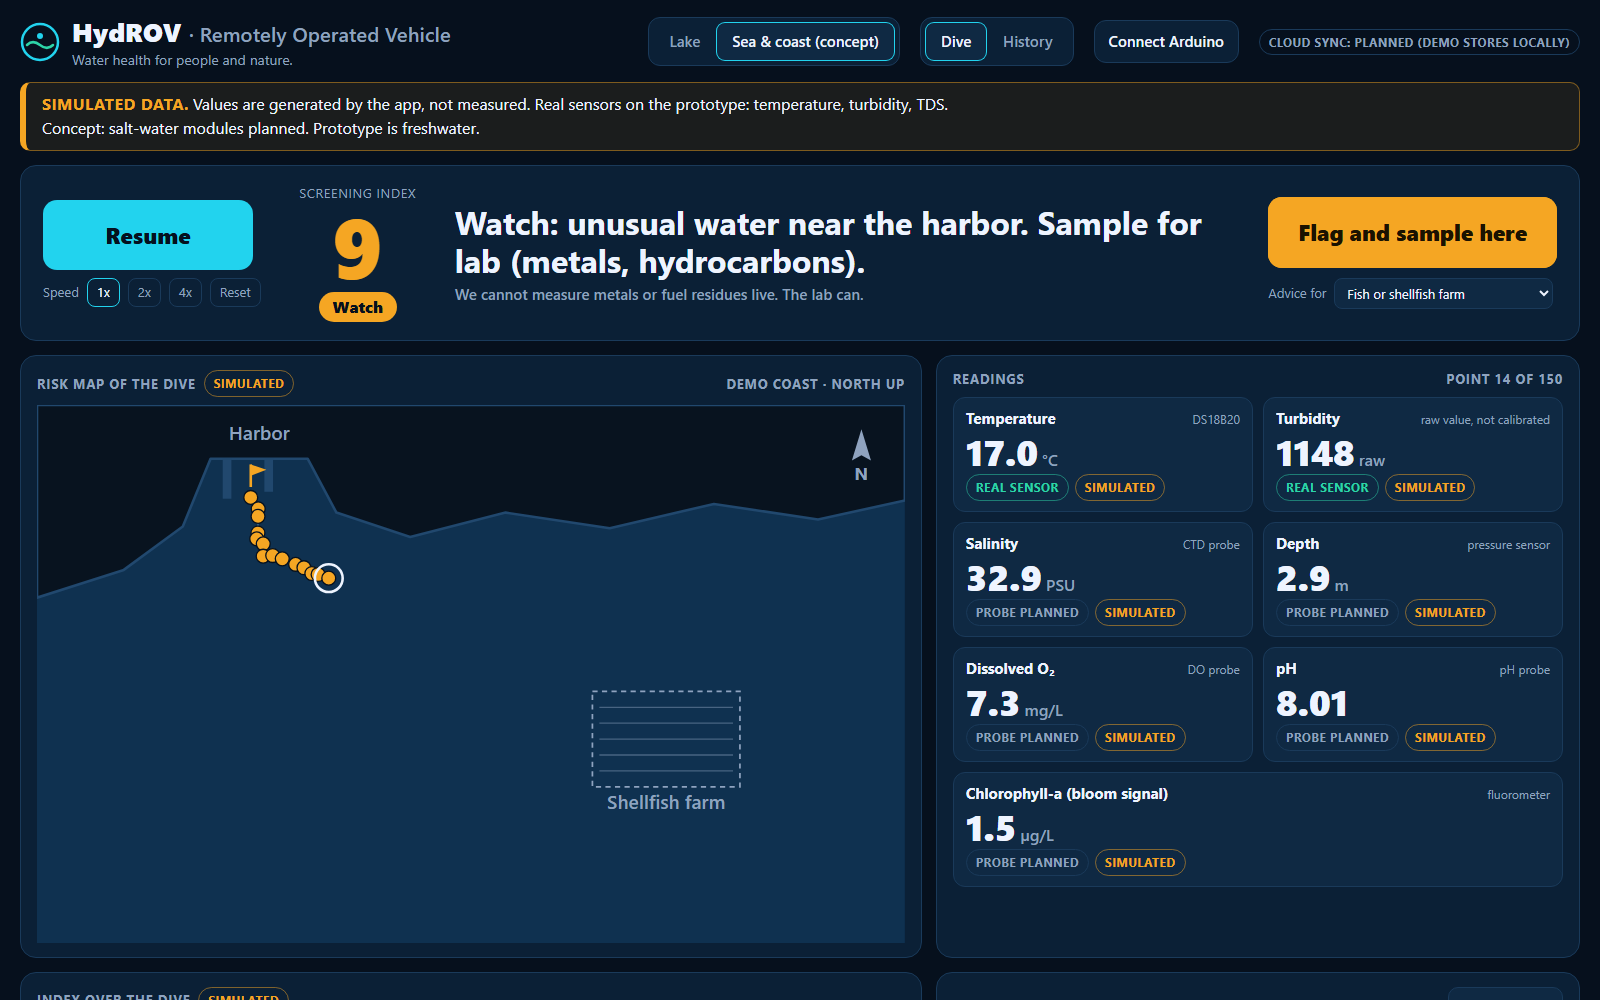 HydROV · Remotely Operated Vehicle
Water health for people and nature.
Lake
Sea & coast (concept)
Dive
History
Connect Arduino
CLOUD SYNC: PLANNED (DEMO STORES LOCALLY)
SIMULATED DATA. Values are generated by the app, not measured. Real sensors on the prototype: temperature, turbidity, TDS.
Concept: salt-water modules planned. Prototype is freshwater.
Resume
Speed
1x
2x
4x
Reset
SCREENING INDEX
9
Watch
Watch: unusual water near the harbor. Sample for
lab (metals, hydrocarbons).
We cannot measure metals or fuel residues live. The lab can.
Flag and sample here
Advice for
Fish or shellfish farm
RISK MAP OF THE DIVE
SIMULATED
DEMO COAST · NORTH UP
Harbor
N
Shellfish farm
READINGS
POINT 14 OF 150
Temperature
DS18B20
17.0 °C
REAL SENSOR
SIMULATED
Turbidity
raw value, not calibrated
1148 raw
REAL SENSOR
SIMULATED
Salinity
CTD probe
32.9 PSU
PROBE PLANNED
SIMULATED
Depth
pressure sensor
2.9 m
PROBE PLANNED
SIMULATED
Dissolved O₂
DO probe
7.3 mg/L
PROBE PLANNED
SIMULATED
pH
pH probe
8.01
PROBE PLANNED
SIMULATED
Chlorophyll-a (bloom signal)
fluorometer
1.5 µg/L
PROBE PLANNED
SIMULATED
INDEX OVER THE DIVE
SIMULATED